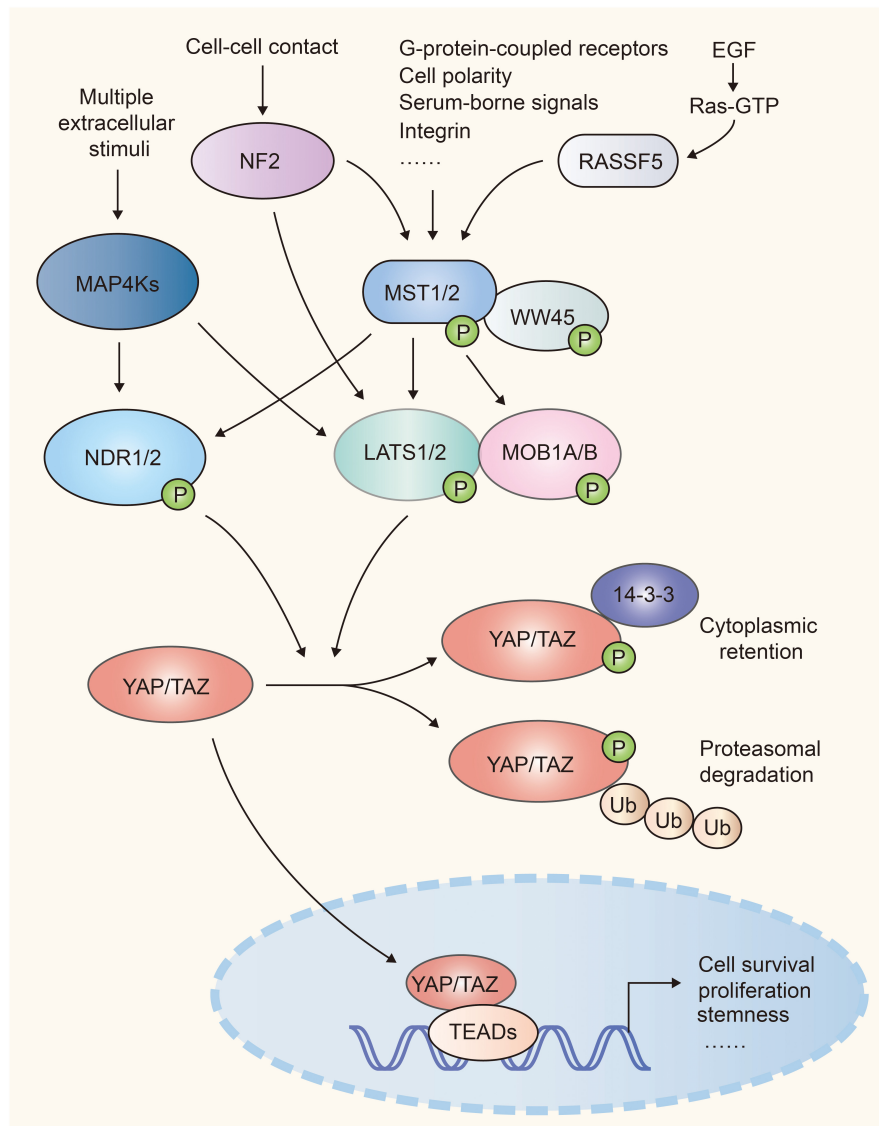 Cell-cell contact
G-protein-coupled receptors
Cell polarity
Serum-borne signals
Integrin
......
EGF
Ras-GTP
Multiple
extracellular
stimuli
NF2
RASSF5
MAP4Ks
MST1/2
P
WW45
P
NDR1/2
P
LATS1/2
P
MOB1A/B
P
14-3-3
YAP/TAZ
P
Cytoplasmic
retention
YAP/TAZ
YAP/TAZ
P
Ub
Ub
Ub
Proteasomal
degradation
YAP/TAZ
TEADs
Cell survival
proliferation
stemness
......